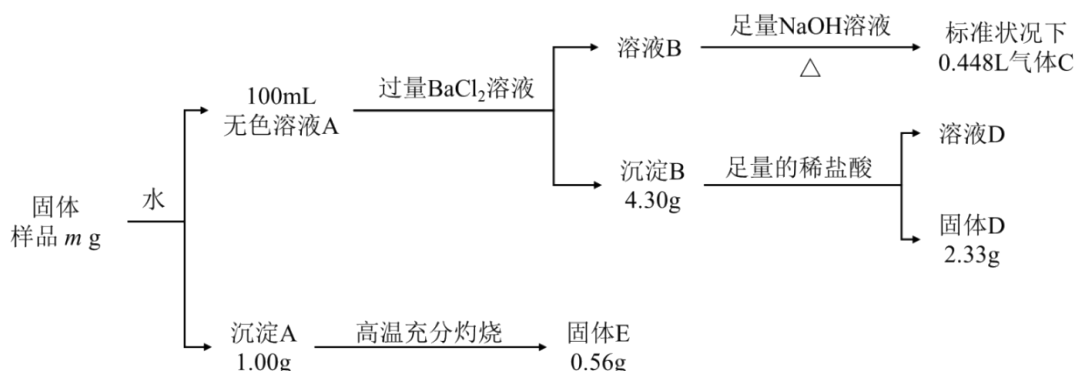 足量NaOH溶液
溶液B
△
标准状况下
0.448L气体C
过量BaCl₂溶液
100mL
无色溶液A
足量的稀盐酸
溶液D
沉淀B
4.30g
水
固体
样品 m g
固体D
2.33g
高温充分灼烧
沉淀A
1.00g
固体E
0.56g